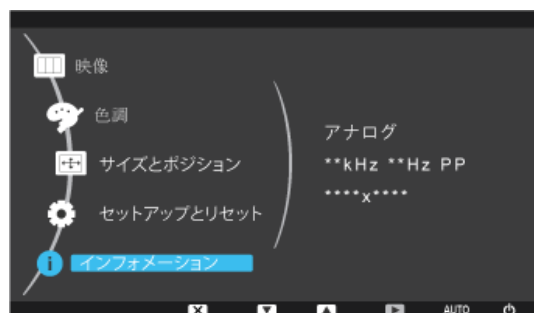 映像
色調
サイズとポジション
セットアップとリセット
インフォメーション
アナログ
**kHz **Hz PP
****x****
AUTO